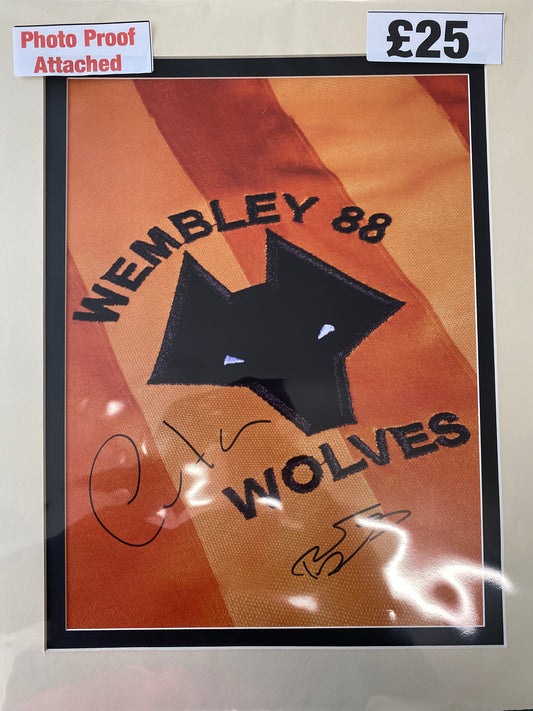 Photo Proof
Attached
£25
WEMBLEY 88
WOLVES